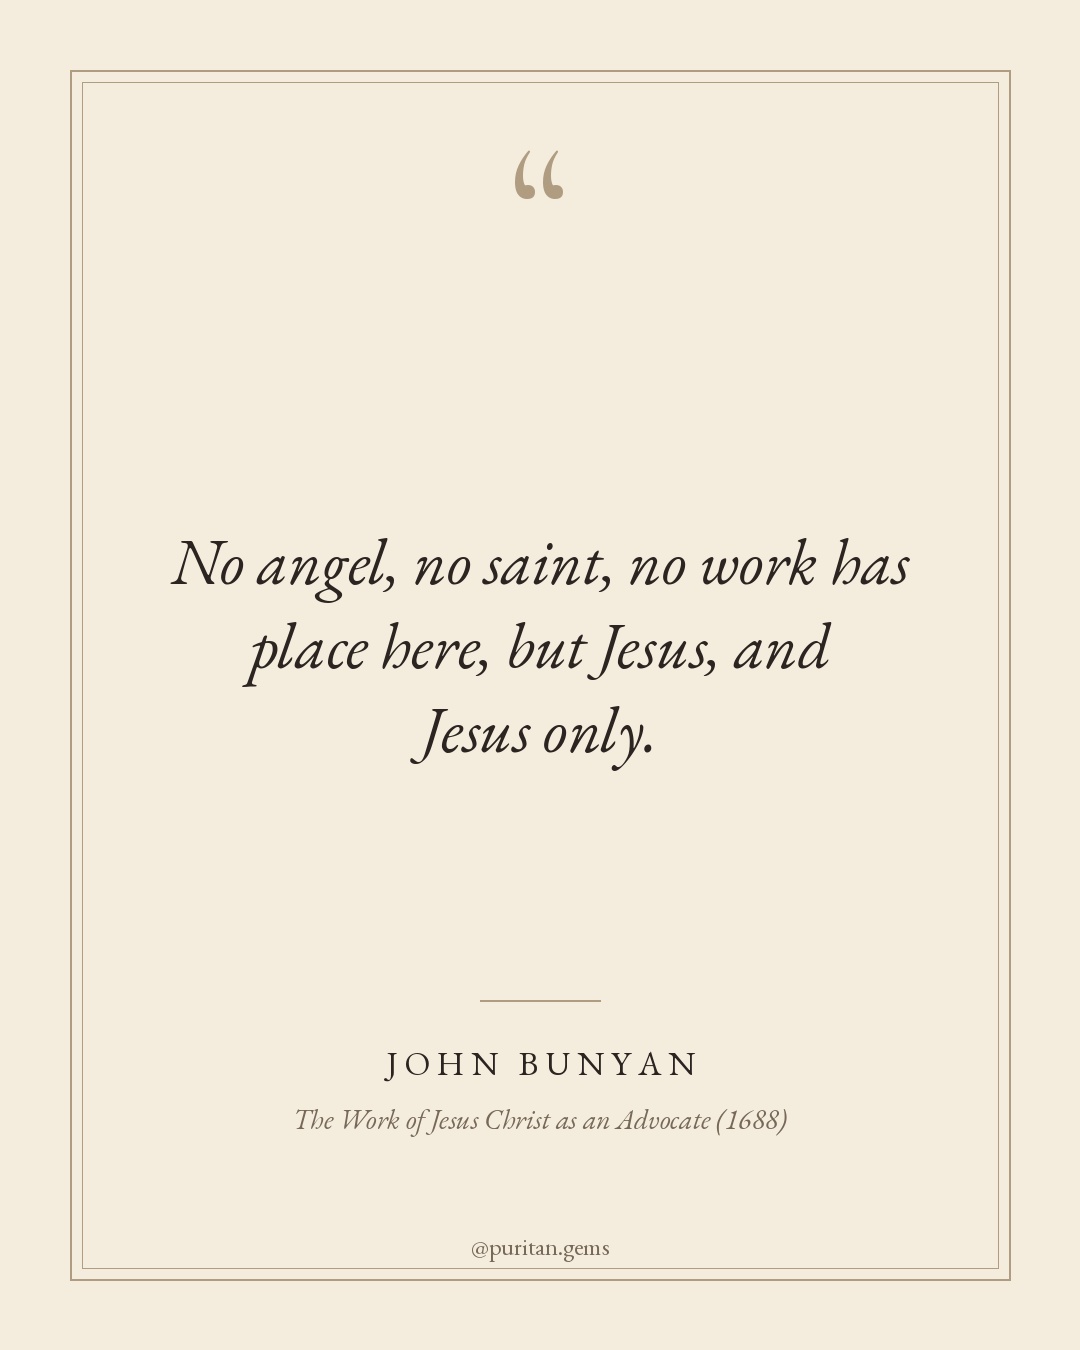 “
No angel, no saint, no work has
place here, but Jesus, and
Jesus only.
JOHN BUNYAN
The Work of Jesus Christ as an Advocate (1688)
@puritan.gems